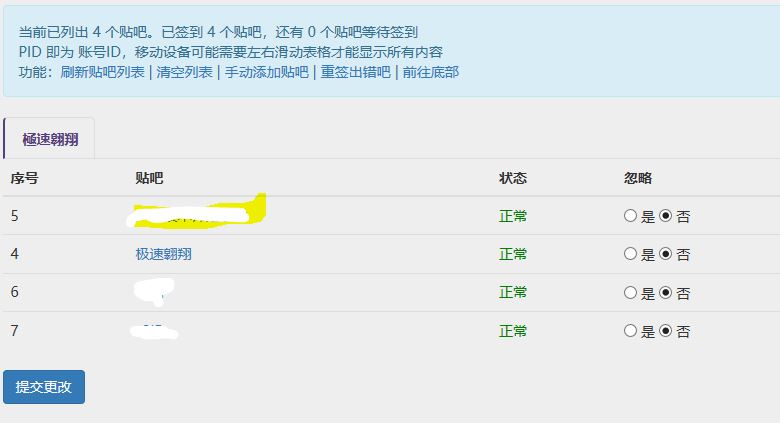 当前已列出 4 个贴吧。已签到 4 个贴吧，还有 0 个贴吧等待签到
PID 即为 账号ID，移动设备可能需要左右滑动表格才能显示所有内容
功能：刷新贴吧列表 | 清空列表 | 手动添加贴吧 | 重签出错吧 | 前往底部
極速翱翔
序号 贴吧 状态 忽略
5 正常 是 否
4 极速翱翔 正常 是 否
6 正常 是 否
7 正常 是 否
提交更改